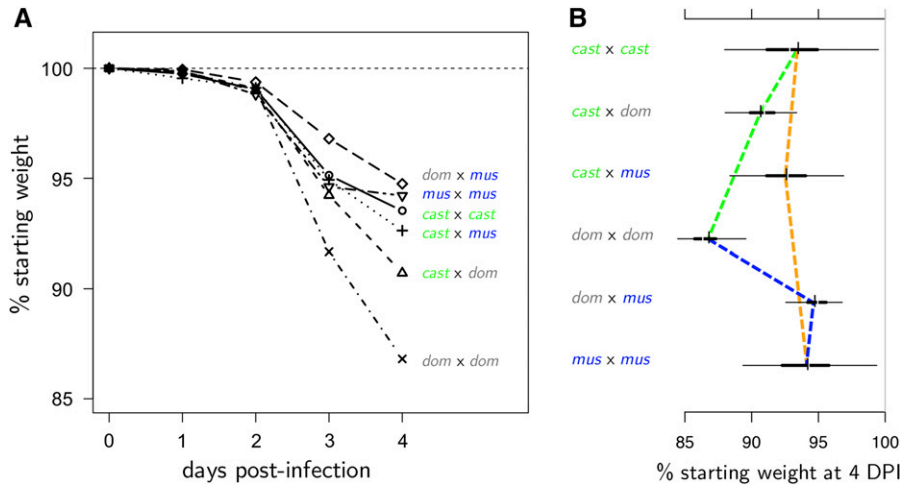 A
% starting weight
100
95
90
85
dom x mus
mus x mus
cast x cast
cast x mus
cast x dom
dom x dom
0 1 2 3 4
days post-infection
B
cast x cast
cast x dom
cast x mus
dom x dom
dom x mus
mus x mus
85 90 95 100
% starting weight at 4 DPI